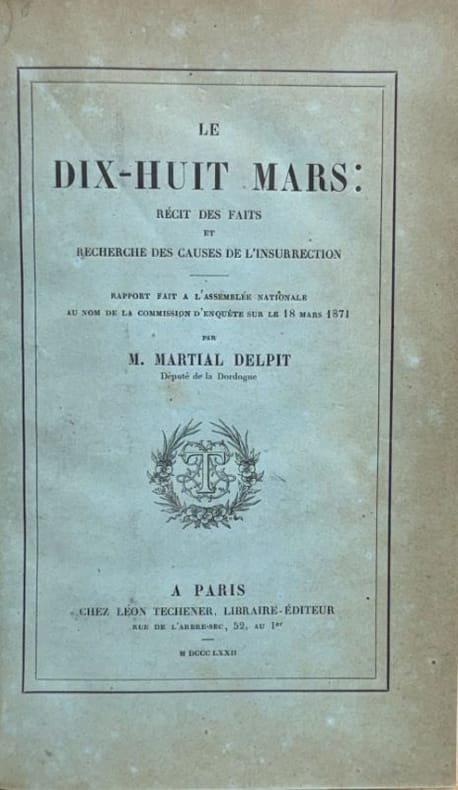 LE
DIX-HUIT MARS:
RÉCIT DES FAITS
ET
RECHERCHE DES CAUSES DE L'INSURRECTION
RAPPORT FAIT A L'ASSEMBLÉE NATIONALE
AU NOM DE LA COMMISSION D'ENQUÊTE SUR LE 18 MARS 1871
PAR
M. MARTIAL DELPIT
Député de la Dordogne
T
A PARIS
CHEZ LÉON TECHENER, LIBRAIRE-ÉDITEUR
RUE DE L'ARBRE-SEC, 52, AU 1er
M DCCC LXXII